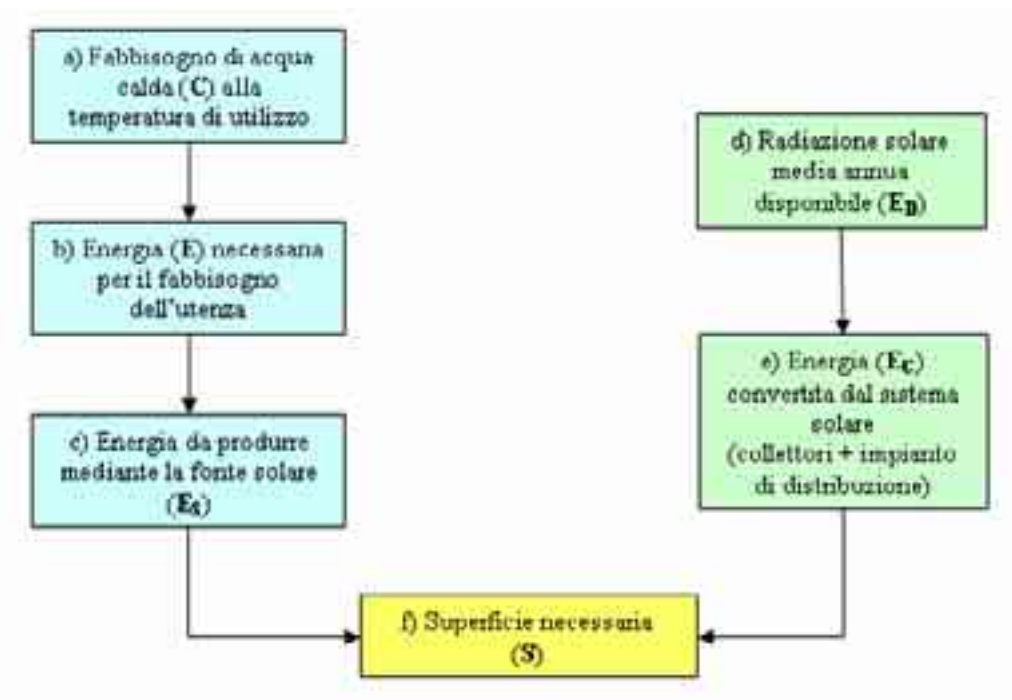 a) Fabbisogno di acqua
calda (C) alla
temperatura di utilizzo
b) Energia (E) necessaria
per il fabbisogno
dell'utenza
c) Energia da produrre
mediante la fonte solare
(ES)
d) Radiazione solare
media annua
disponibile (ED)
e) Energia (EC)
convertita dal sistema
solare
(collettori + impianto
di distribuzione)
f) Superficie necessaria
(S)